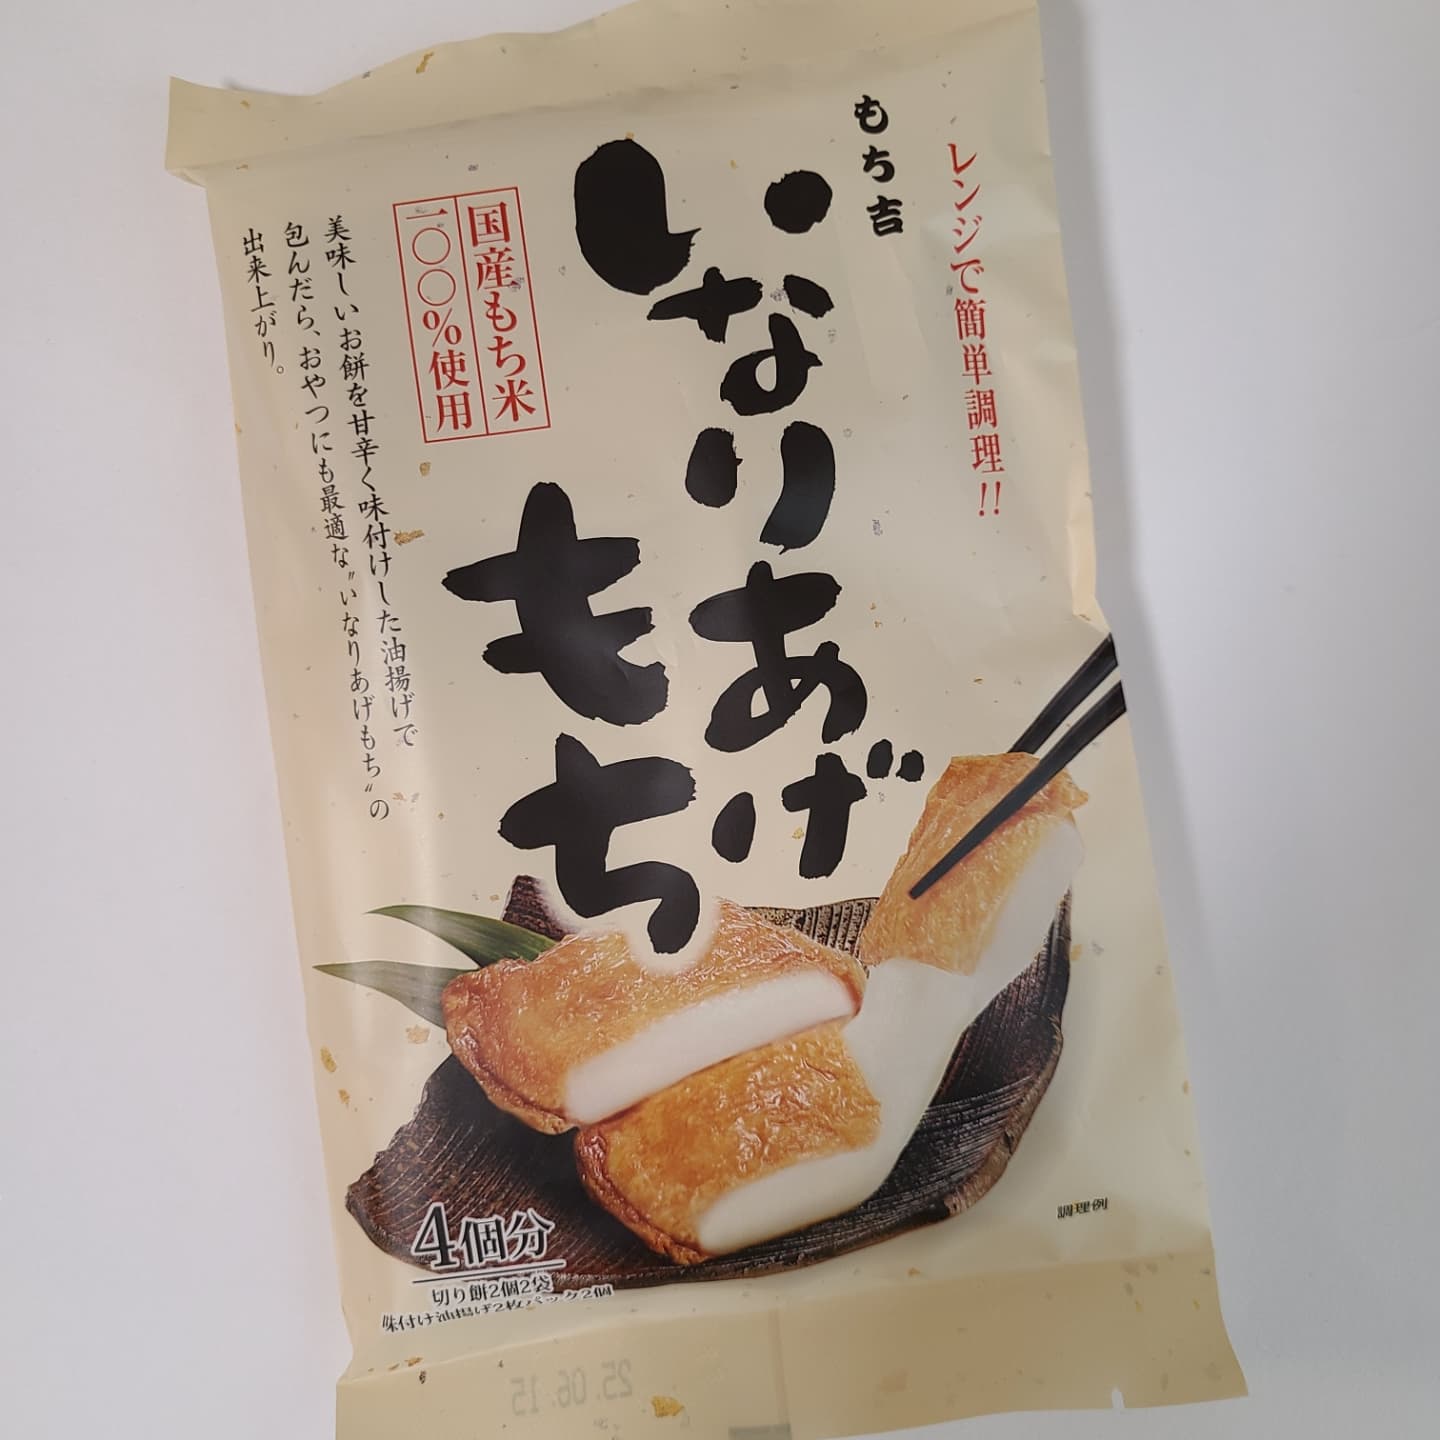 レンジで簡単調理!!
もち吉
いなりあげ
もち
国産もち米
一〇〇%使用
美味しいお餅を甘辛く味付けした油揚げで
包んだら、おやつにも最適な〝いなりあげもち〟の
出来上がり。
調理例
4個分
切り餅2個2袋
味付け油揚げ2枚パック2個
25.06.15